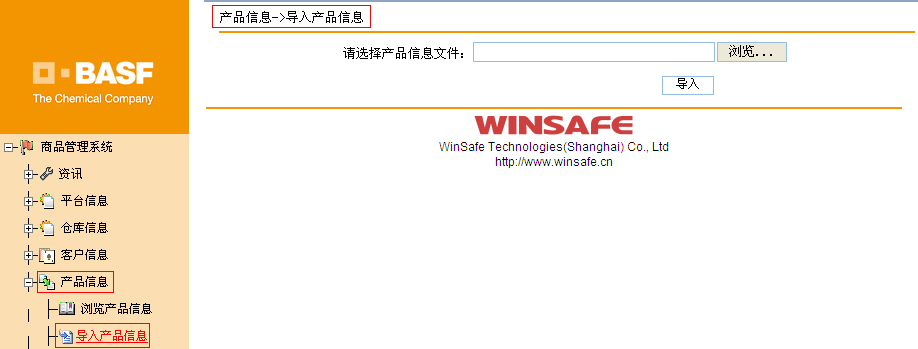 BASF
The Chemical Company
商品管理系统
资讯
平台信息
仓库信息
客户信息
产品信息
浏览产品信息
导入产品信息
产品信息->导入产品信息
请选择产品信息文件: 浏览...
导入
WINSAFE
WinSafe Technologies(Shanghai) Co., Ltd
http://www.winsafe.cn